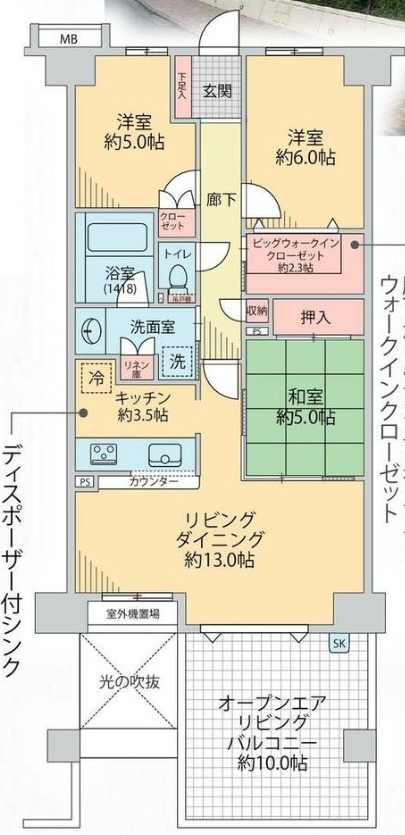 MB
下足入
玄関
洋室
約5.0帖
洋室
約6.0帖
廊下
クロー
ゼット
トイレ
吊戸棚
浴室
(1418)
ビッグウォークイン
クローゼット
約2.3帖
洗面室
リネン
庫
洗
収納
PS
押入
冷
キッチン
約3.5帖
和室
約5.0帖
PS
カウンター
リビング
ダイニング
約13.0帖
室外機置場
SK
光の吹抜
オープンエア
リビング
バルコニー
約10.0帖
ディスポーザー付シンク
ウォークインクローゼット